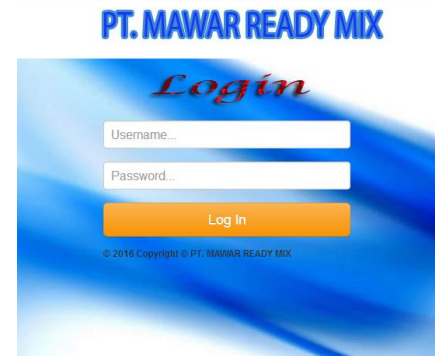 PT. MAWAR READY MIX
Login
Username...
Password...
Log In
© 2016 Copyright © PT. MAWAR READY MIX